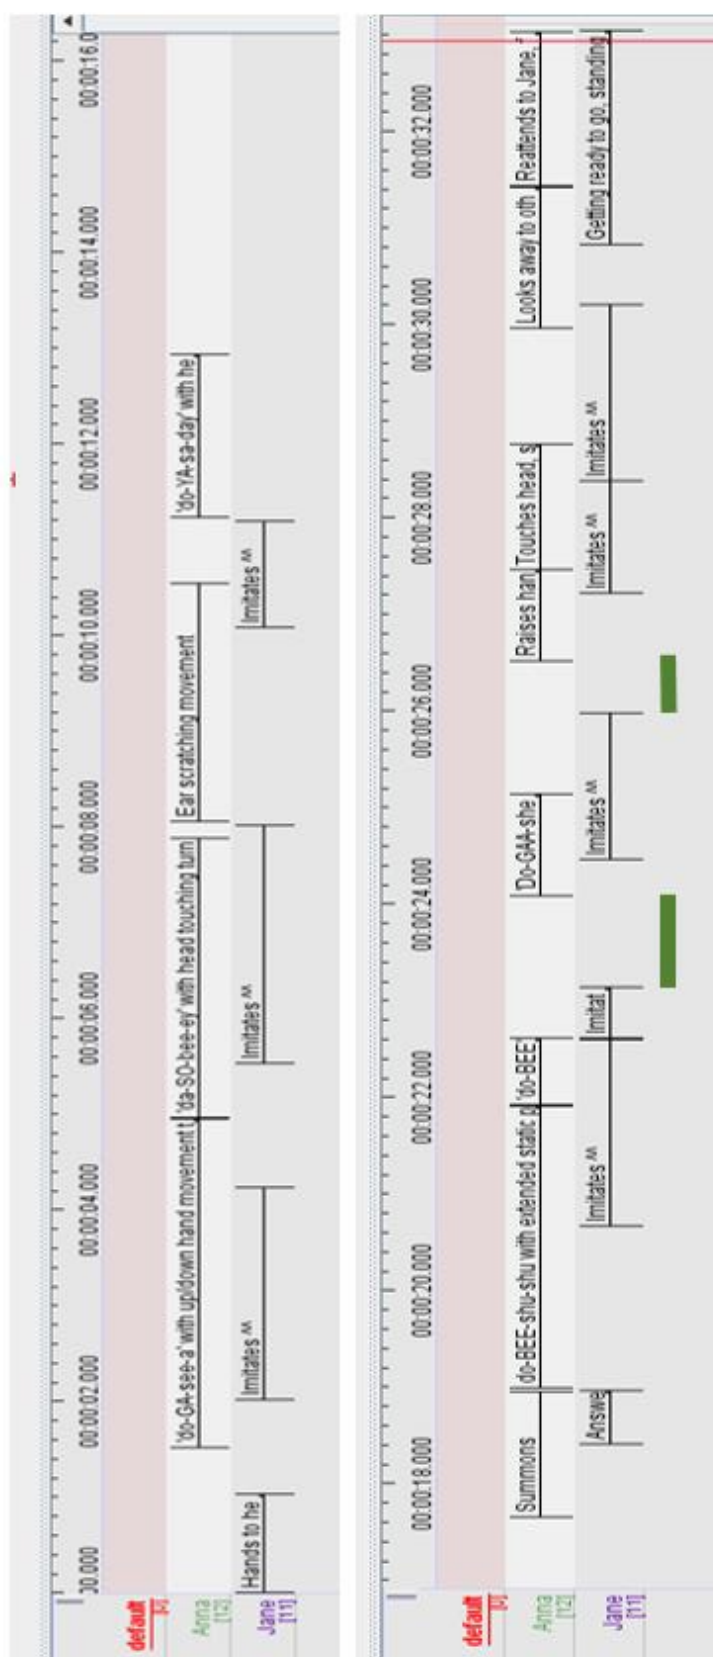 00.000
00:00:02.000
00:00:04.000
00:00:06.000
00:00:08.000
00:00:10.000
00:00:12.000
00:00:14.000
00:00:16.0
default
[0]
Anna
[12]
'do-GA-see-a' with up/down hand movement t
'da-SO-bee-ey' with head touching turn
Ear scratching movement
'do-YA-sa-day' with he
Jane
[11]
Hands to he
Imitates ^^
Imitates ^^
Imitates ^^
00:00:18.000
00:00:20.000
00:00:22.000
00:00:24.000
00:00:26.000
00:00:28.000
00:00:30.000
00:00:32.000
default
[0]
Anna
[12]
Summons
do-BEE-shu-shu with extended static p
'do-BEE
'Do-GAA-she
Raises han
Touches head, s
Looks away to oth
Reattends to Jane,
Jane
[11]
Answe
Imitates ^^
Imitat
Imitates ^^
Imitates ^^
Imitates ^^
Getting ready to go, standing